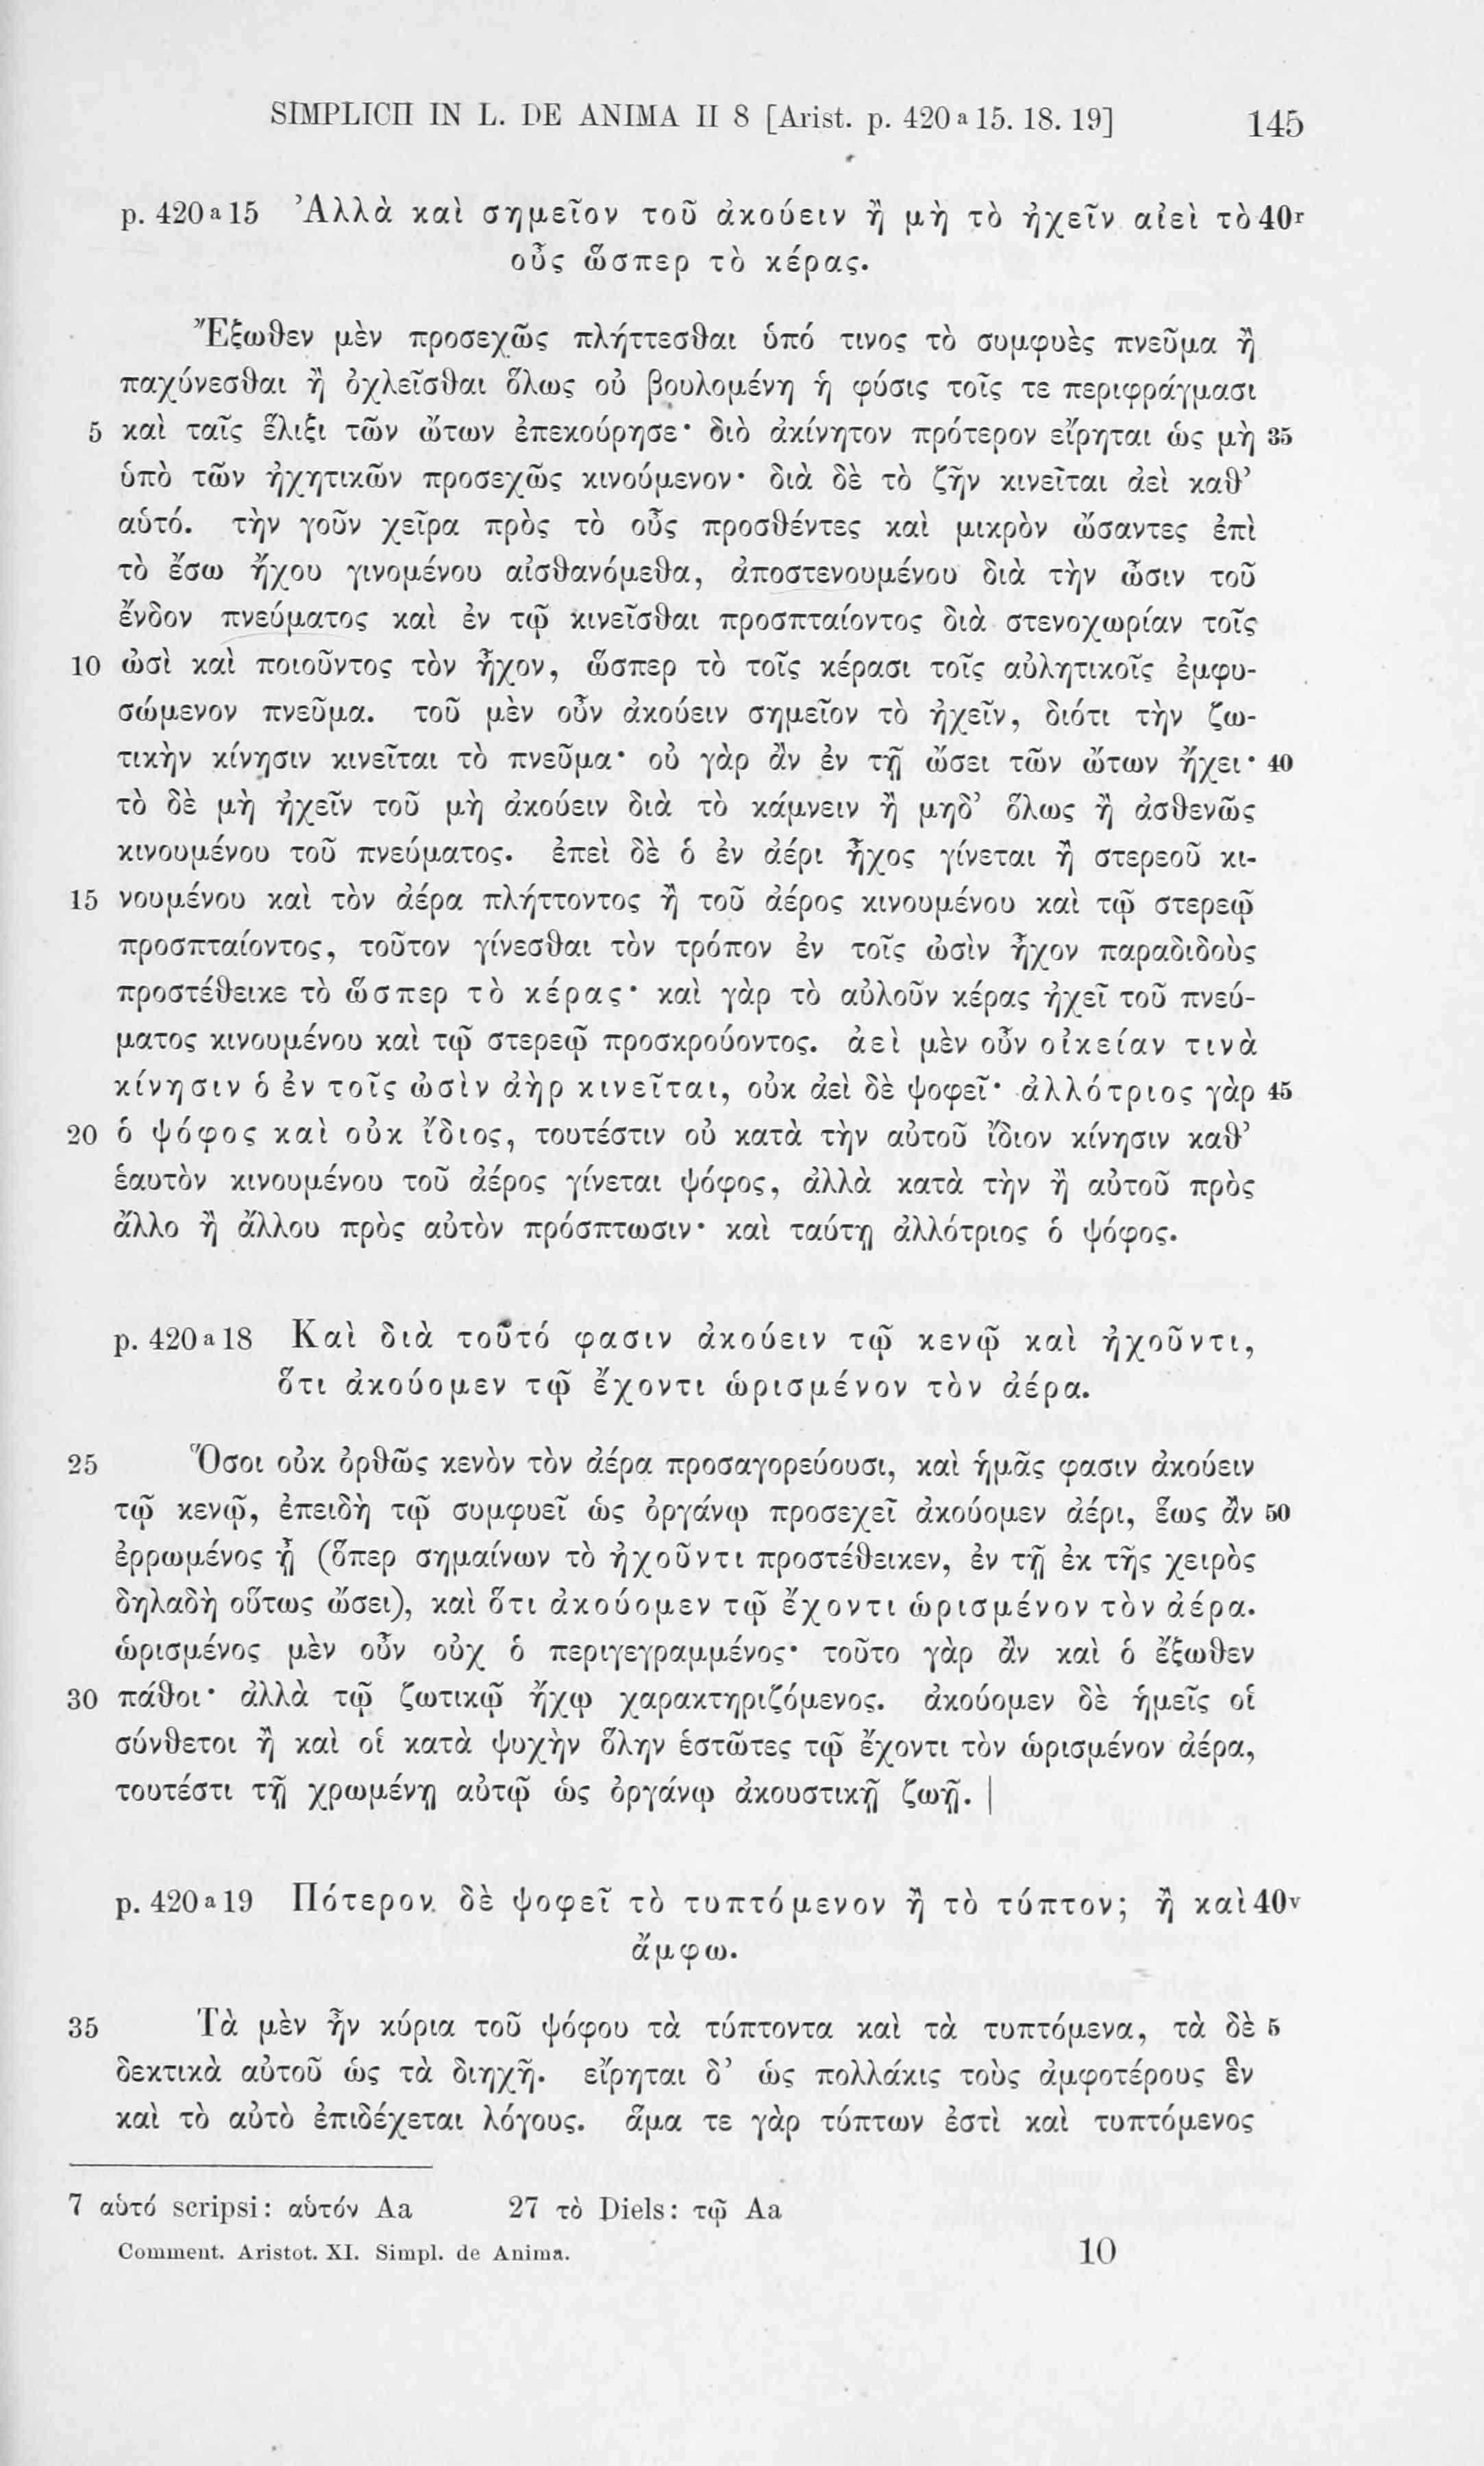 SIMPLICII IN L. DE ANIMA II 8 [Arist. p. 420 a 15. 18. 19] 145
p. 420 a 15 Ἀλλὰ καὶ σημεῖον τοῦ ἀκούειν ἢ μὴ τὸ ἠχεῖν αἰεὶ τὸ 40r
οὖς ὥσπερ τὸ κέρας.
Ἔξωθεν μὲν προσεχῶς πλήττεσθαι ὑπό τινος τὸ συμφυὲς πνεῦμα ἢ
παχύνεσθαι ἢ ὀχλεῖσθαι ὅλως οὐ βουλομένη ἡ φύσις τοῖς τε περιφράγμασι
5 καὶ ταῖς ἕλιξι τῶν ὤτων ἐπεκούρησε· διὸ ἀκίνητον πρότερον εἴρηται ὡς μὴ 35
ὑπὸ τῶν ἠχητικῶν προσεχῶς κινούμενον· διὰ δὲ τὸ ζῆν κινεῖται ἀεὶ καθ’
αὑτό. τὴν γοῦν χεῖρα πρὸς τὸ οὖς προσθέντες καὶ μικρὸν ὤσαντες ἐπὶ
τὸ ἔσω ἤχου γινομένου αἰσθανόμεθα, ἀποστενουμένου διὰ τὴν ὦσιν τοῦ
ἔνδον πνεύματος καὶ ἐν τῷ κινεῖσθαι προσπταίοντος διὰ στενοχωρίαν τοῖς
10 ὠσὶ καὶ ποιοῦντος τὸν ἦχον, ὥσπερ τὸ τοῖς κέρασι τοῖς αὐλητικοῖς ἐμφυ-
σώμενον πνεῦμα. τοῦ μὲν οὖν ἀκούειν σημεῖον τὸ ἠχεῖν, διότι τὴν ζω-
τικὴν κίνησιν κινεῖται τὸ πνεῦμα· οὐ γὰρ ἂν ἐν τῇ ὤσει τῶν ὤτων ἤχει· 40
τὸ δὲ μὴ ἠχεῖν τοῦ μὴ ἀκούειν διὰ τὸ κάμνειν ἢ μηδ’ ὅλως ἢ ἀσθενῶς
κινουμένου τοῦ πνεύματος. ἐπεὶ δὲ ὁ ἐν ἀέρι ἦχος γίνεται ἢ στερεοῦ κι-
15 νουμένου καὶ τὸν ἀέρα πλήττοντος ἢ τοῦ ἀέρος κινουμένου καὶ τῷ στερεῷ
προσπταίοντος, τοῦτον γίνεσθαι τὸν τρόπον ἐν τοῖς ὠσὶν ἦχον παραδιδοὺς
προστέθεικε τὸ ὥσπερ τὸ κέρας· καὶ γὰρ τὸ αὐλοῦν κέρας ἠχεῖ τοῦ πνεύ-
ματος κινουμένου καὶ τῷ στερεῷ προσκρούοντος. ἀεὶ μὲν οὖν οἰκείαν τινὰ
κίνησιν ὁ ἐν τοῖς ὠσὶν ἀὴρ κινεῖται, οὐκ ἀεὶ δὲ ψοφεῖ· ἀλλότριος γὰρ 45
20 ὁ ψόφος καὶ οὐκ ἴδιος, τουτέστιν οὐ κατὰ τὴν αὐτοῦ ἴδιον κίνησιν καθ’
ἑαυτὸν κινουμένου τοῦ ἀέρος γίνεται ψόφος, ἀλλὰ κατὰ τὴν ἢ αὐτοῦ πρὸς
ἄλλο ἢ ἄλλου πρὸς αὐτὸν πρόσπτωσιν· καὶ ταύτῃ ἀλλότριος ὁ ψόφος.
p. 420 a 18 Καὶ διὰ τοῦτό φασιν ἀκούειν τῷ κενῷ καὶ ἠχοῦντι,
ὅτι ἀκούομεν τῷ ἔχοντι ὡρισμένον τὸν ἀέρα.
25 Ὅσοι οὐκ ὀρθῶς κενὸν τὸν ἀέρα προσαγορεύουσι, καὶ ἡμᾶς φασιν ἀκούειν
τῷ κενῷ, ἐπειδὴ τῷ συμφυεῖ ὡς ὀργάνῳ προσεχεῖ ἀκούομεν ἀέρι, ἕως ἂν 50
ἐρρωμένος ᾖ (ὅπερ σημαίνων τὸ ἠχοῦντι προστέθεικεν, ἐν τῇ ἐκ τῆς χειρὸς
δηλαδὴ οὕτως ὤσει), καὶ ὅτι ἀκούομεν τῷ ἔχοντι ὡρισμένον τὸν ἀέρα.
ὡρισμένος μὲν οὖν οὐχ ὁ περιγεγραμμένος· τοῦτο γὰρ ἂν καὶ ὁ ἔξωθεν
30 πάθοι· ἀλλὰ τῷ ζωτικῷ ἤχῳ χαρακτηριζόμενος. ἀκούομεν δὲ ἡμεῖς οἱ
σύνθετοι ἢ καὶ οἱ κατὰ ψυχὴν ὅλην ἑστῶτες τῷ ἔχοντι τὸν ὡρισμένον ἀέρα,
τουτέστι τῇ χρωμένῃ αὐτῷ ὡς ὀργάνῳ ἀκουστικῇ ζωῇ. |
p. 420 a 19 Πότερον δὲ ψοφεῖ τὸ τυπτόμενον ἢ τὸ τύπτον; ἢ καὶ 40v
ἄμφω.
35 Τὰ μὲν ἦν κύρια τοῦ ψόφου τὰ τύπτοντα καὶ τὰ τυπτόμενα, τὰ δὲ 5
δεκτικὰ αὐτοῦ ὡς τὰ διηχῆ. εἴρηται δ’ ὡς πολλάκις τοὺς ἀμφοτέρους ἓν
καὶ τὸ αὐτὸ ἐπιδέχεται λόγους. ἅμα τε γὰρ τύπτων ἐστὶ καὶ τυπτόμενος
7 αὑτό scripsi: αὑτόν Aa 27 τὸ Diels: τῷ Aa
Comment. Aristot. XI. Simpl. de Anima. 10